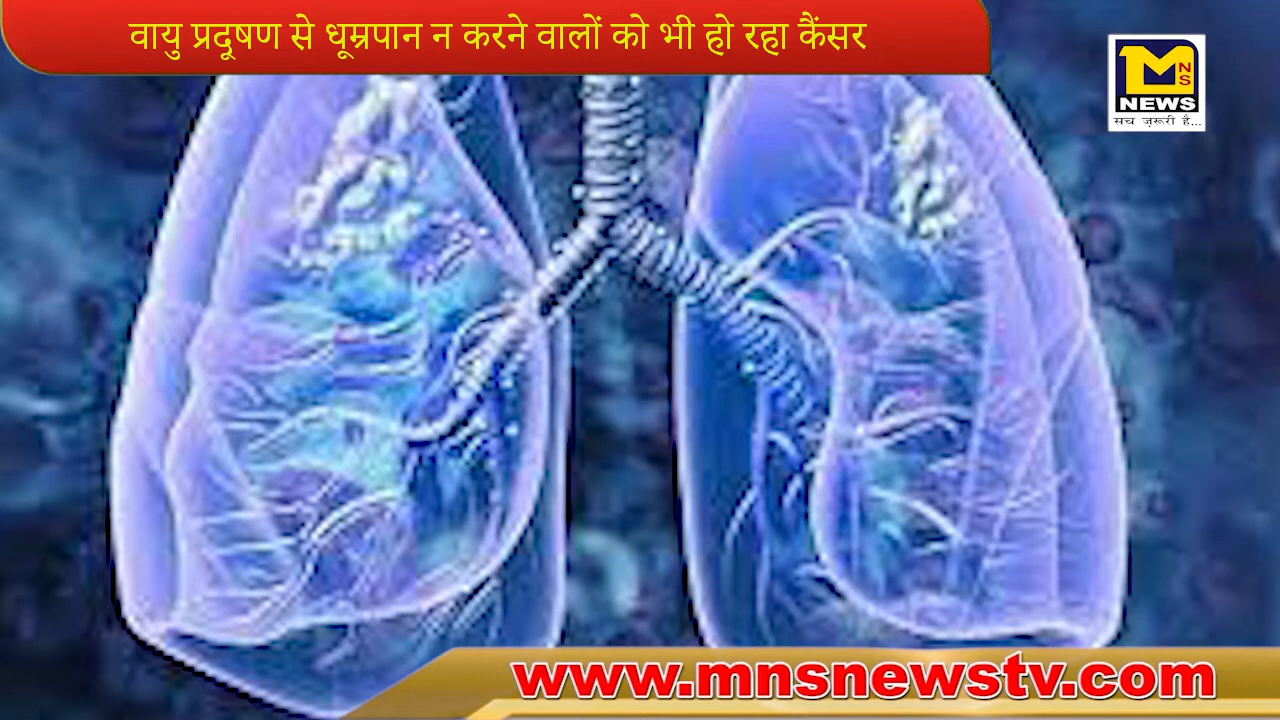 वायु प्रदूषण से धूम्रपान न करने वालों को भी हो रहा कैंसर
MNS
NEWS
सच ज़रूरी है...
www.mnsnewstv.com